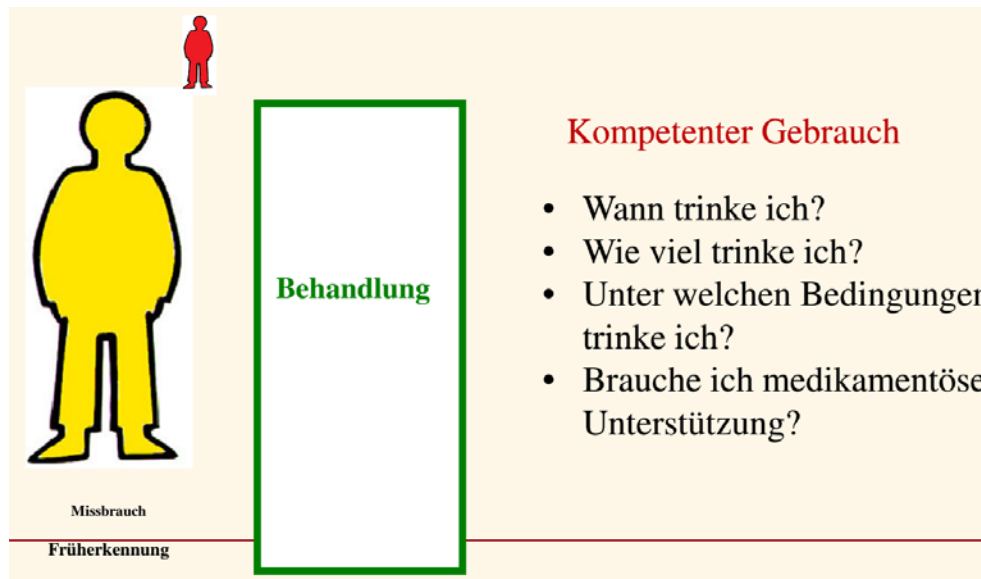 Kompetenter Gebrauch
• Wann trinke ich?
• Wie viel trinke ich?
• Unter welchen Bedingungen
trinke ich?
• Brauche ich medikamentöse
Unterstützung?
Behandlung
Missbrauch
Früherkennung